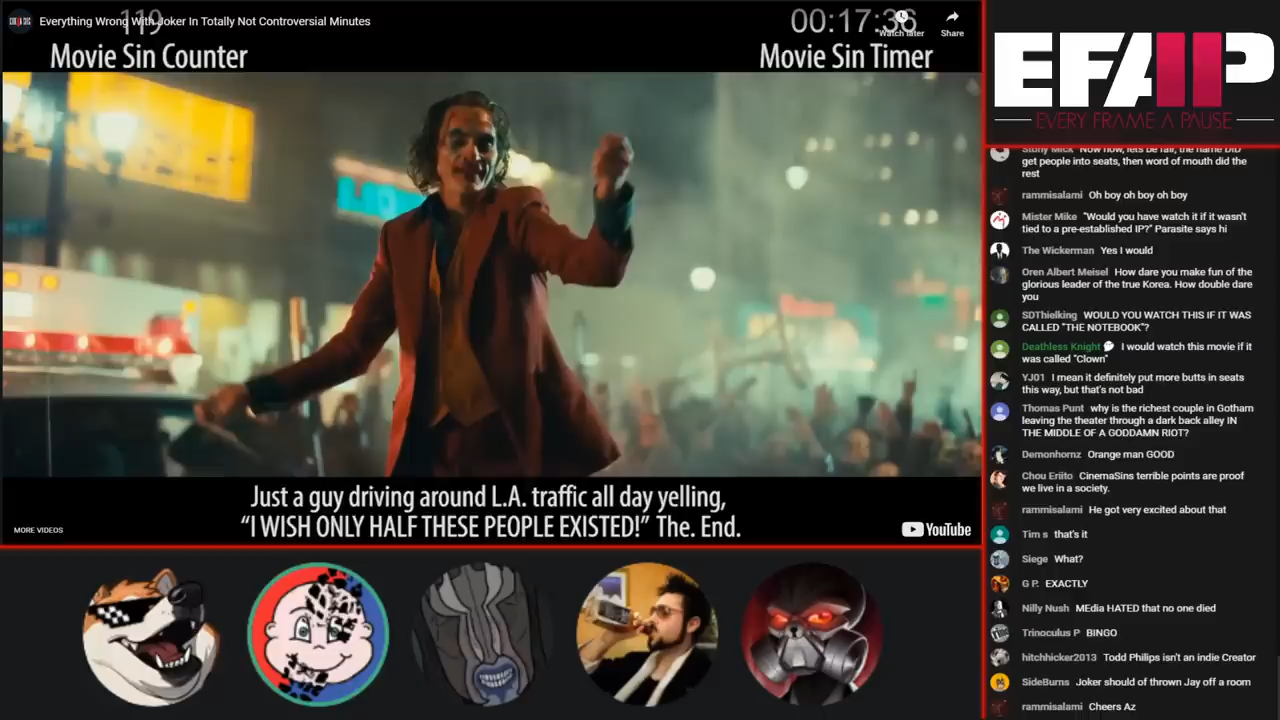 Everything Wrong With Joker In Totally Not Controversial Minutes
119
Movie Sin Counter
00:17:36
Watch later
Share
Movie Sin Timer
Just a guy driving around L.A. traffic all day yelling,
“I WISH ONLY HALF THESE PEOPLE EXISTED!” The. End.
MORE VIDEOS
YouTube
EFAP
EVERY FRAME A PAUSE
Stony Mick Now now, lets be fair, the name DID
get people into seats, then word of mouth did the
rest
rammisalami Oh boy oh boy oh boy
Mister Mike "Would you have watch it if it wasn't
tied to a pre-established IP?" Parasite says hi
The Wickerman Yes I would
Oren Albert Meisel How dare you make fun of the
glorious leader of the true Korea. How double dare
you
SDThielking WOULD YOU WATCH THIS IF IT WAS
CALLED "THE NOTEBOOK"?
Deathless Knight I would watch this movie if it
was called "Clown"
YJ01 I mean it definitely put more butts in seats
this way, but that's not bad
Thomas Punt why is the richest couple in Gotham
leaving the theater through a dark back alley IN
THE MIDDLE OF A GODDAMN RIOT?
Demonhornz Orange man GOOD
Chou Eriito CinemaSins terrible points are proof
we live in a society.
rammisalami He got very excited about that
Tim s that's it
Siege What?
G P. EXACTLY
Nilly Nush MEdia HATED that no one died
Trinoculus P BINGO
hitchhicker2013 Todd Philips isn't an indie Creator
SideBurns Joker should of thrown Jay off a room
rammisalami Cheers Az